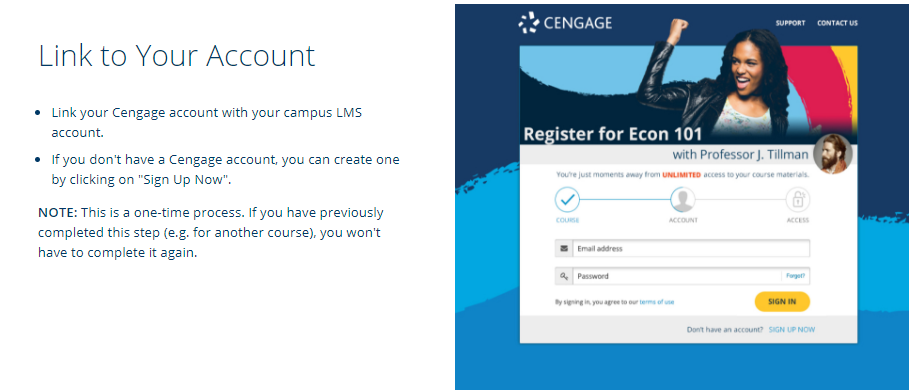 Link to Your Account
• Link your Cengage account with your campus LMS
account.
• If you don't have a Cengage account, you can create one
by clicking on "Sign Up Now".
NOTE: This is a one-time process. If you have previously
completed this step (e.g. for another course), you won't
have to complete it again.
CENGAGE
SUPPORT CONTACT US
Register for Econ 101
with Professor J. Tillman
You're just moments away from UNLIMITED access to your course materials.
COURSE ACCOUNT ACCESS
Email address
Password Forgot?
By signing in, you agree to our terms of use SIGN IN
Don't have an account? SIGN UP NOW